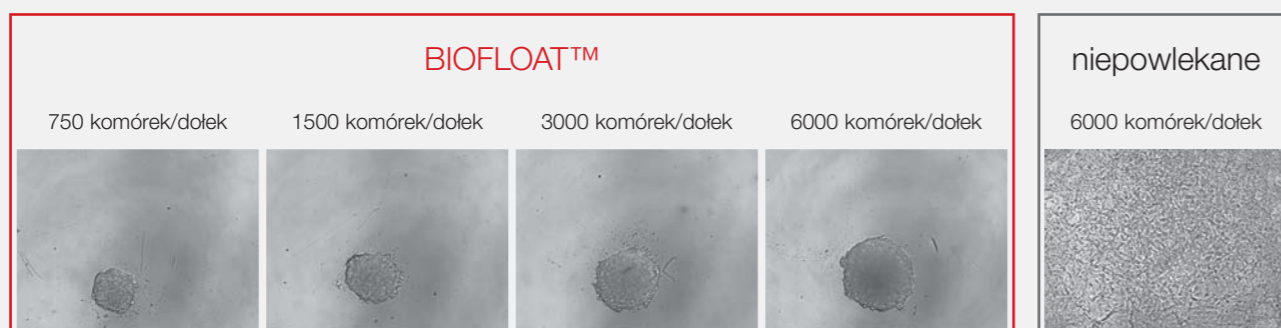 BIOFLOAT™
niepowlekane
750 komórek/dołek
1500 komórek/dołek
3000 komórek/dołek
6000 komórek/dołek
6000 komórek/dołek